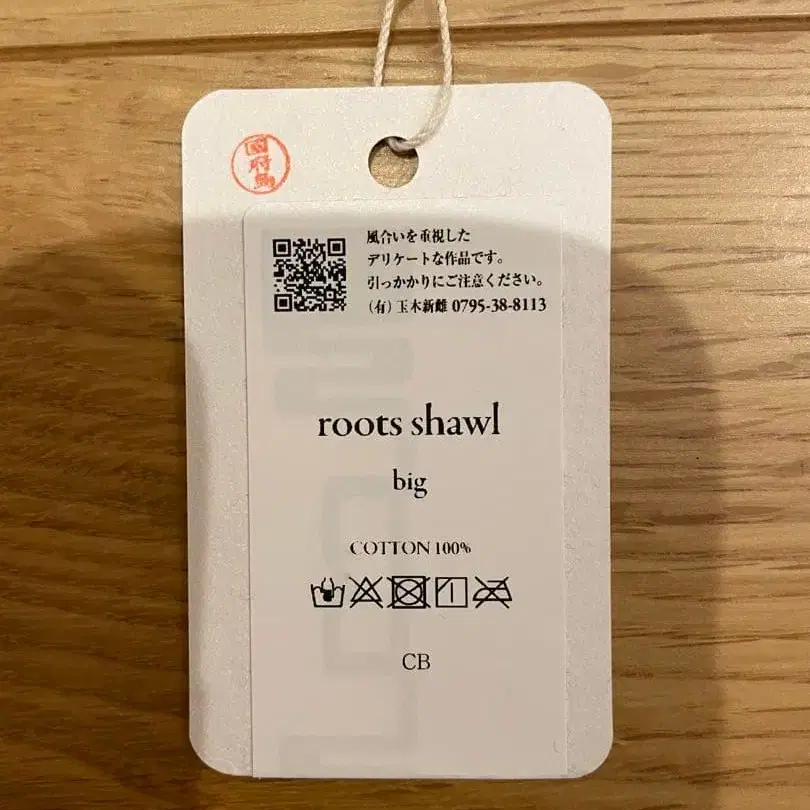 風合いを重視した
デリケートな作品です。
引っかかりにご注意ください。
(有)玉木新雌 0795-38-8113
roots shawl
big
COTTON 100%
CB